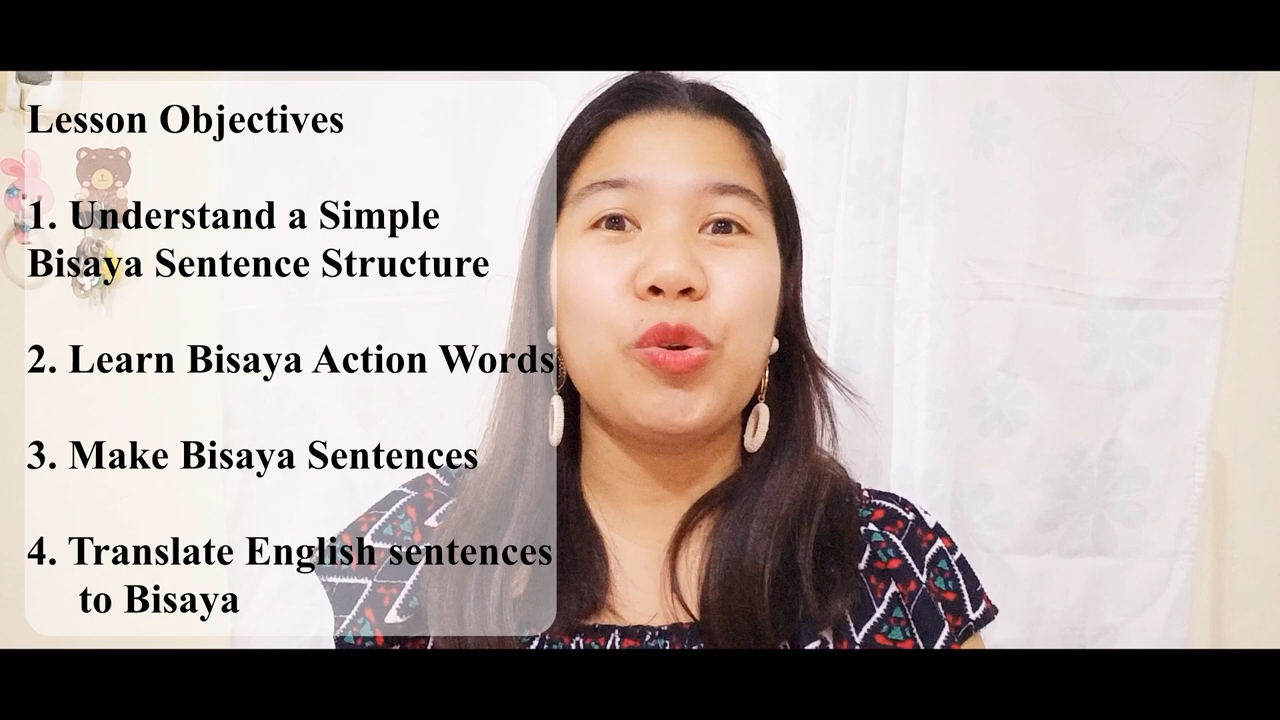 Lesson Objectives
1. Understand a Simple
Bisaya Sentence Structure
2. Learn Bisaya Action Words
3. Make Bisaya Sentences
4. Translate English sentences
to Bisaya